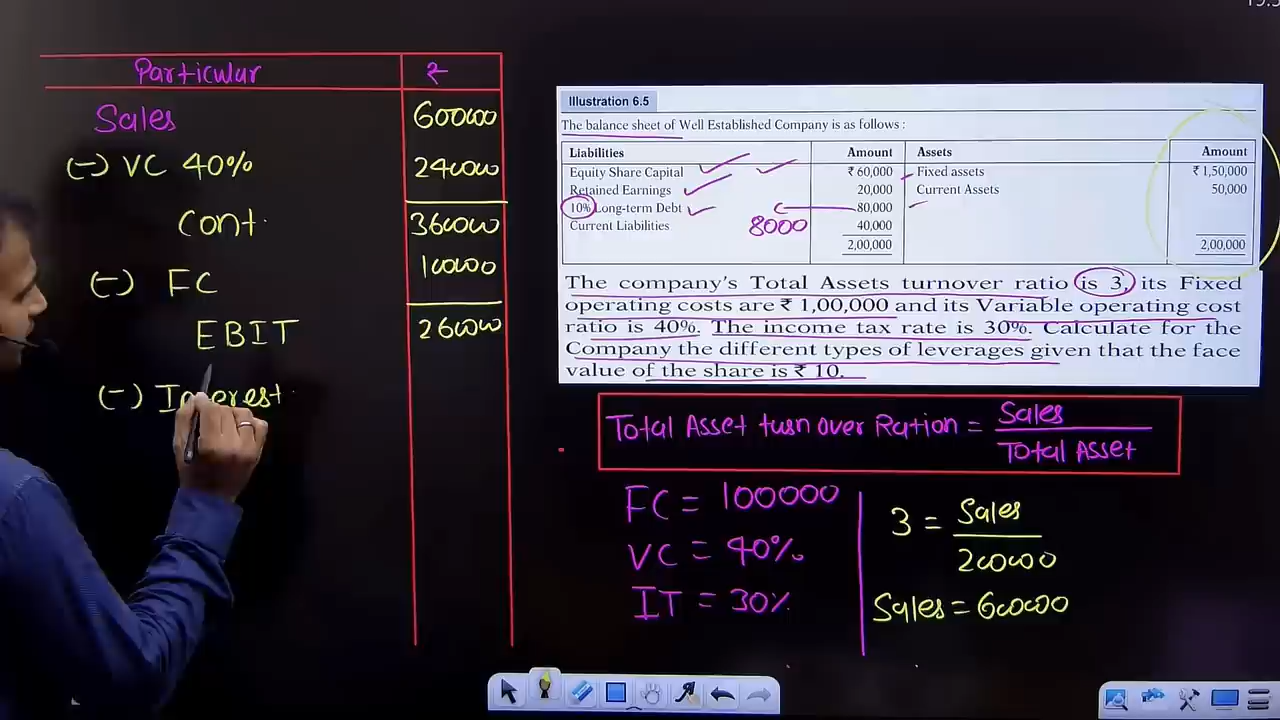 Particular ₹
Sales 600000
(-) VC 40% 240000
Cont. 360000
(-) FC 100000
EBIT 260000
(-) Interest
Illustration 6.5
The balance sheet of Well Established Company is as follows :
Liabilities Amount Assets Amount
Equity Share Capital ₹ 60,000 Fixed assets ₹ 1,50,000
Retained Earnings 20,000 Current Assets 50,000
10% Long-term Debt 80,000
8000
Current Liabilities 40,000
2,00,000 2,00,000
The company's Total Assets turnover ratio is 3, its Fixed
operating costs are ₹ 1,00,000 and its Variable operating cost
ratio is 40%. The income tax rate is 30%. Calculate for the
Company the different types of leverages given that the face
value of the share is ₹ 10.
Total Asset turn over Ration = Sales
Total Asset
FC = 100000
VC = 40%
IT = 30%
3 = Sales
200000
Sales = 600000